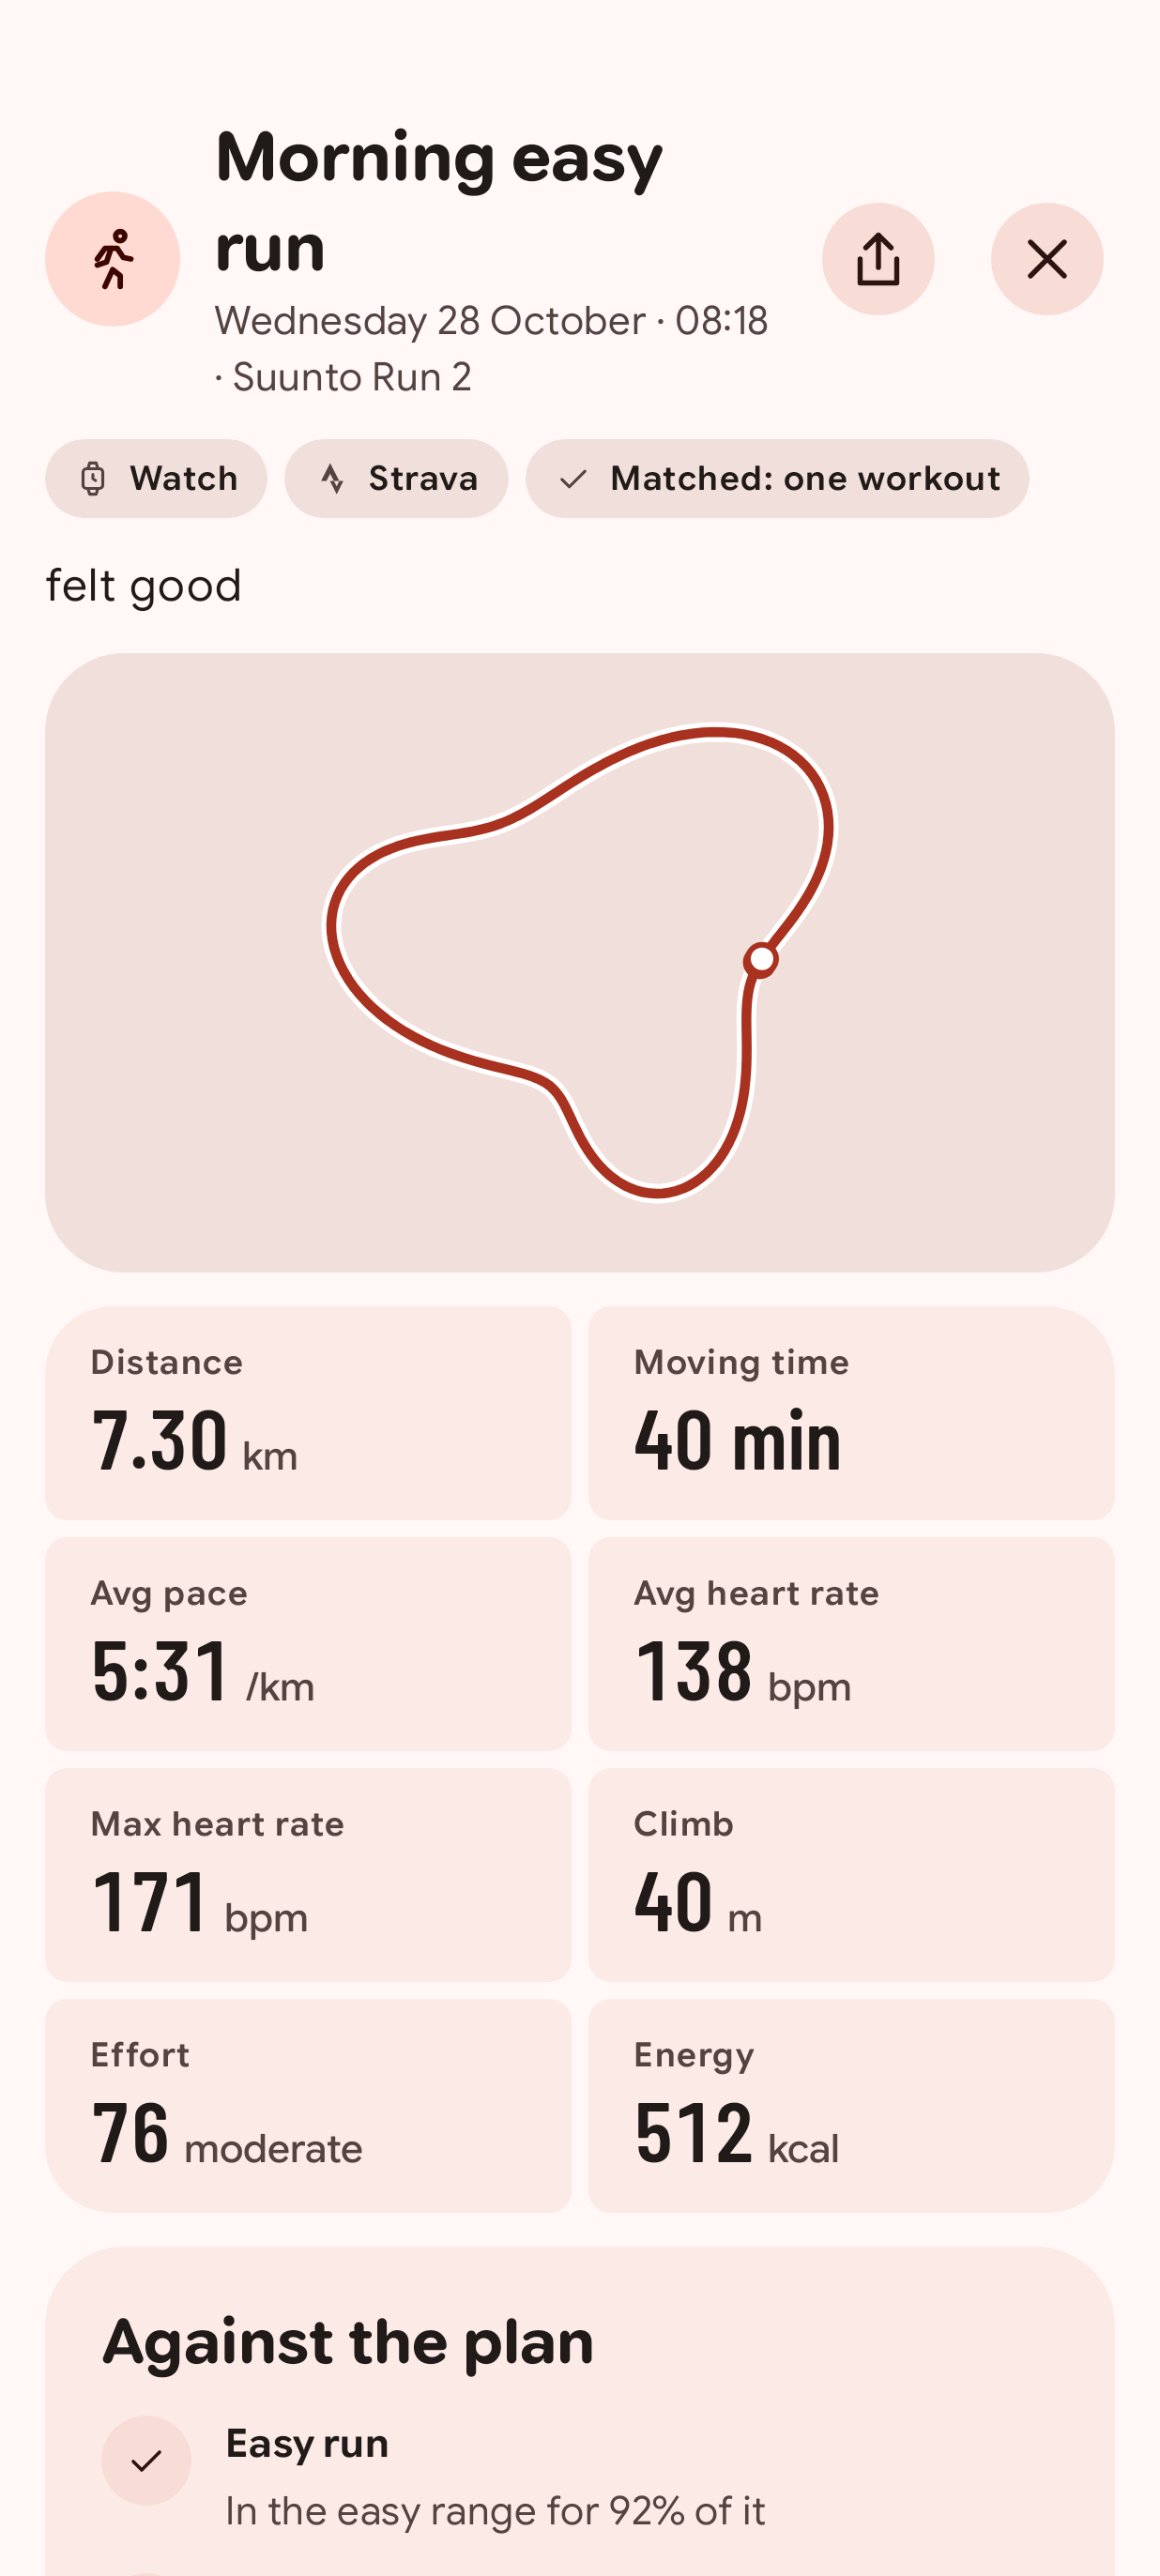 Morning easy
run
Wednesday 28 October · 08:18
· Suunto Run 2
Watch
Strava
Matched: one workout
felt good
Distance
7.30 km
Moving time
40 min
Avg pace
5:31 /km
Avg heart rate
138 bpm
Max heart rate
171 bpm
Climb
40 m
Effort
76 moderate
Energy
512 kcal
Against the plan
Easy run
In the easy range for 92% of it